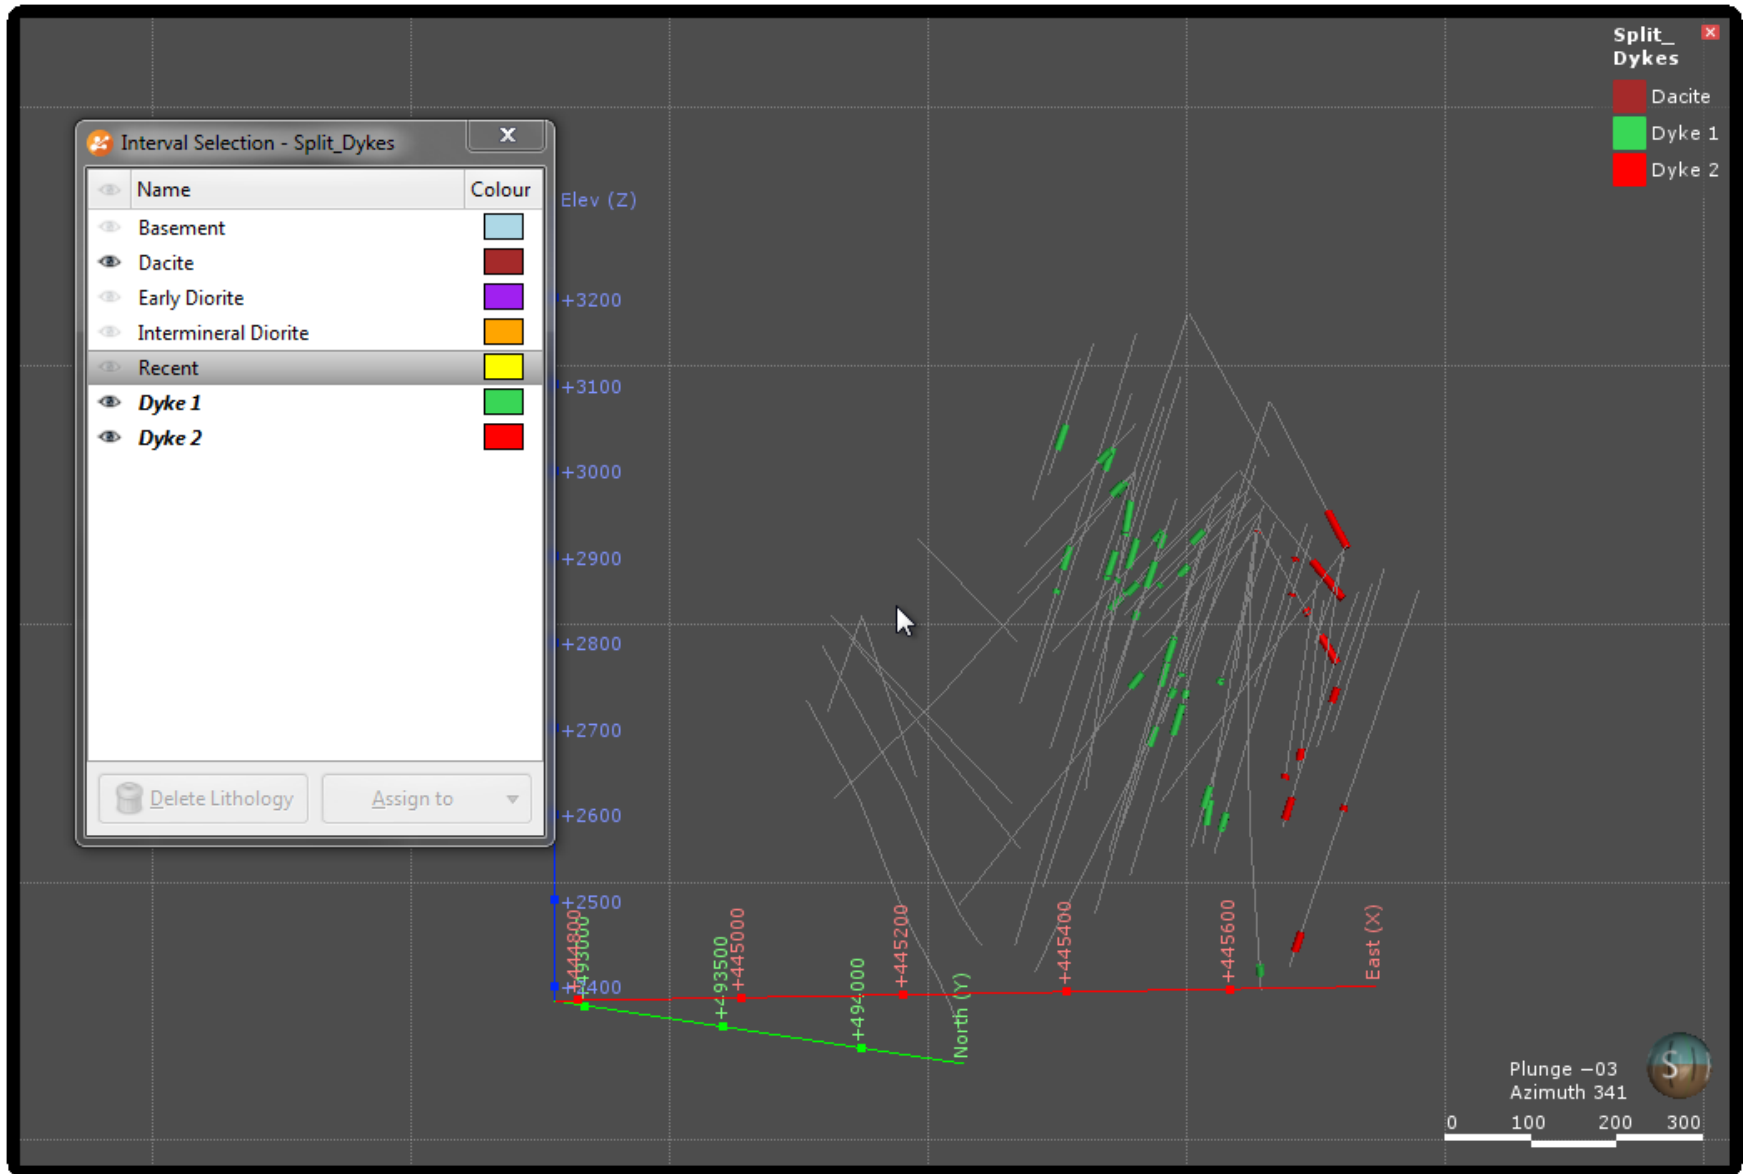 Split_
Dykes
Dacite
Dyke 1
Dyke 2
Interval Selection - Split_Dykes
Name
Colour
Basement
Dacite
Early Diorite
Intermineral Diorite
Recent
Dyke 1
Dyke 2
Delete Lithology
Assign to
Elev (Z)
+3200
+3100
+3000
+2900
+2800
+2700
+2600
+2500
+2400
+444800
+445000
+445200
+445400
+445600
East (X)
+493000
+493500
+494000
North (Y)
Plunge −03
Azimuth 341
S
0 100 200 300